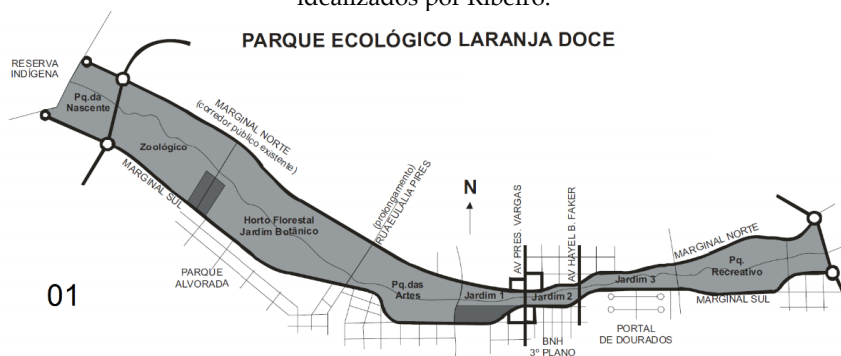 idealizados por Ribeiro.
PARQUE ECOLÓGICO LARANJA DOCE
RESERVA
INDÍGENA
Pq.da
Nascente
Zoológico
MARGINAL NORTE
(corredor público existente)
MARGINAL SUL
Horto Florestal
Jardim Botânico
PARQUE
ALVORADA
(prolongamento)
RUA EULÁLIA PIRES
Pq.das
Artes
N
Jardim 1
AV PRES. VARGAS
Jardim 2
AV HAYEL B. FAKER
Jardim 3
MARGINAL NORTE
Pq.
Recreativo
MARGINAL SUL
BNH
3º PLANO
PORTAL
DE DOURADOS
01